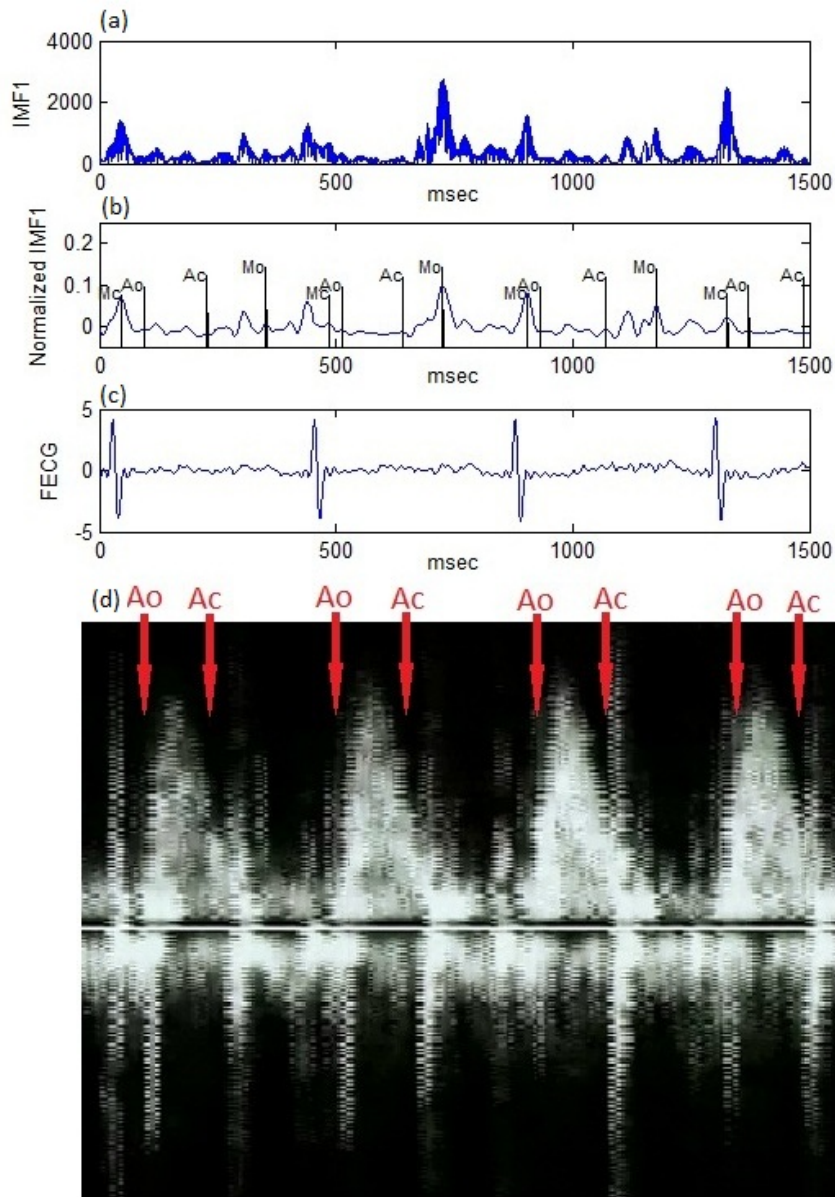 (a)
4000
2000
0
IMF1
0 500 1000 1500
msec
(b)
0.2
0.1
0
Normalized IMF1
Mc Ao Ac Mo Mc Ao Ac Mo Mc Ao Ac Mo Mc Ao Ac
0 500 1000 1500
msec
(c)
5
0
-5
FECG
0 500 1000 1500
msec
(d) Ao Ac Ao Ac Ao Ac Ao Ac